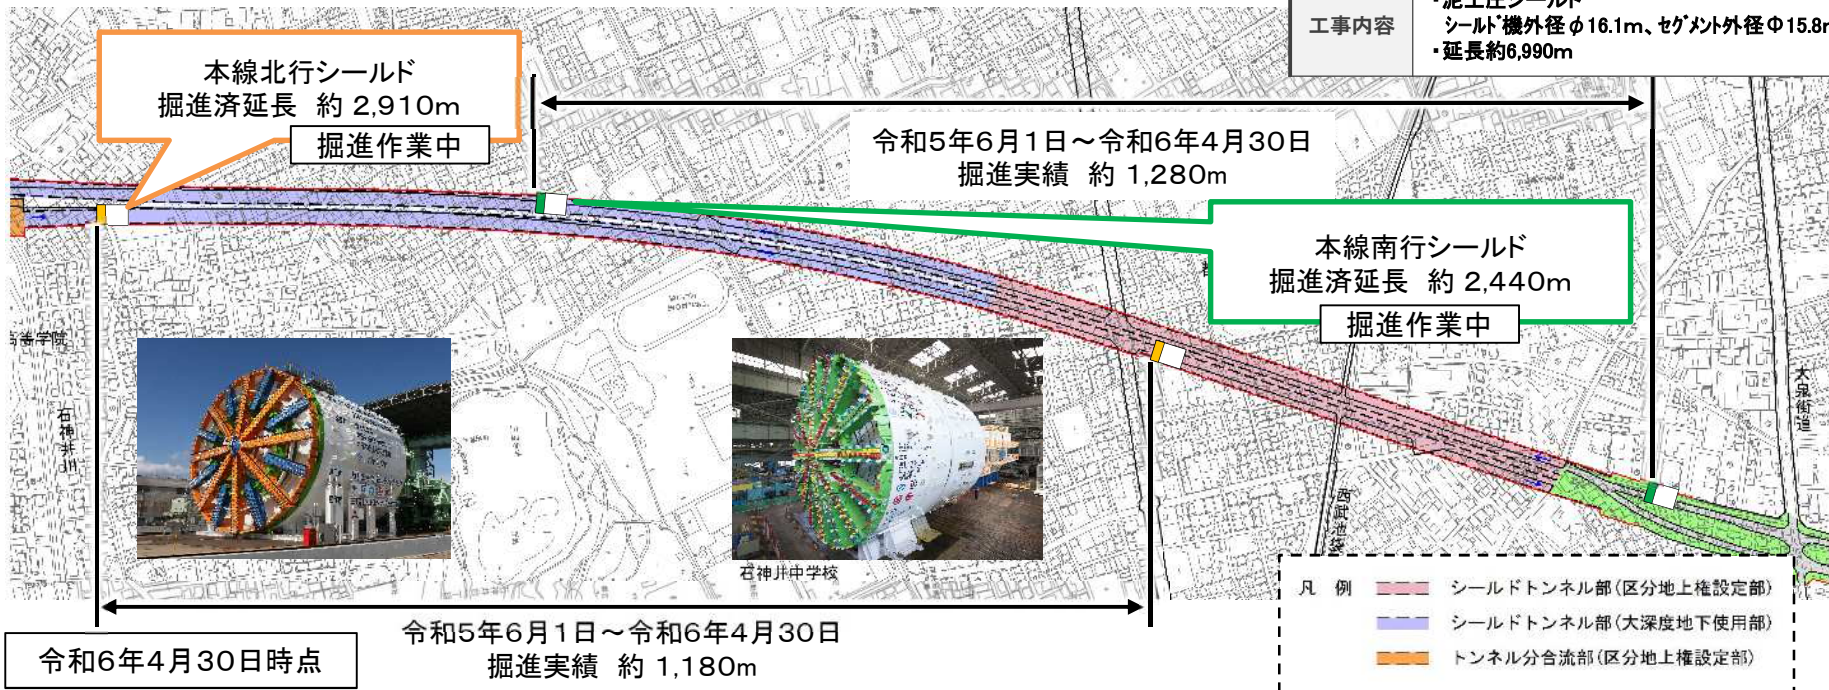 工事内容
・泥土圧シールド
シールド機外径φ16.1m、セグメント外径Φ15.8m
・延長約6,990m
本線北行シールド
掘進済延長 約 2,910m
掘進作業中
令和5年6月1日～令和6年4月30日
掘進実績 約 1,280m
本線南行シールド
掘進済延長 約 2,440m
掘進作業中
高等学院
石神井川
大泉街道
西武池袋
石神井中学校
令和5年6月1日～令和6年4月30日
掘進実績 約 1,180m
令和6年4月30日時点
凡 例
シールドトンネル部(区分地上権設定部)
シールドトンネル部(大深度地下使用部)
トンネル分合流部(区分地上権設定部)